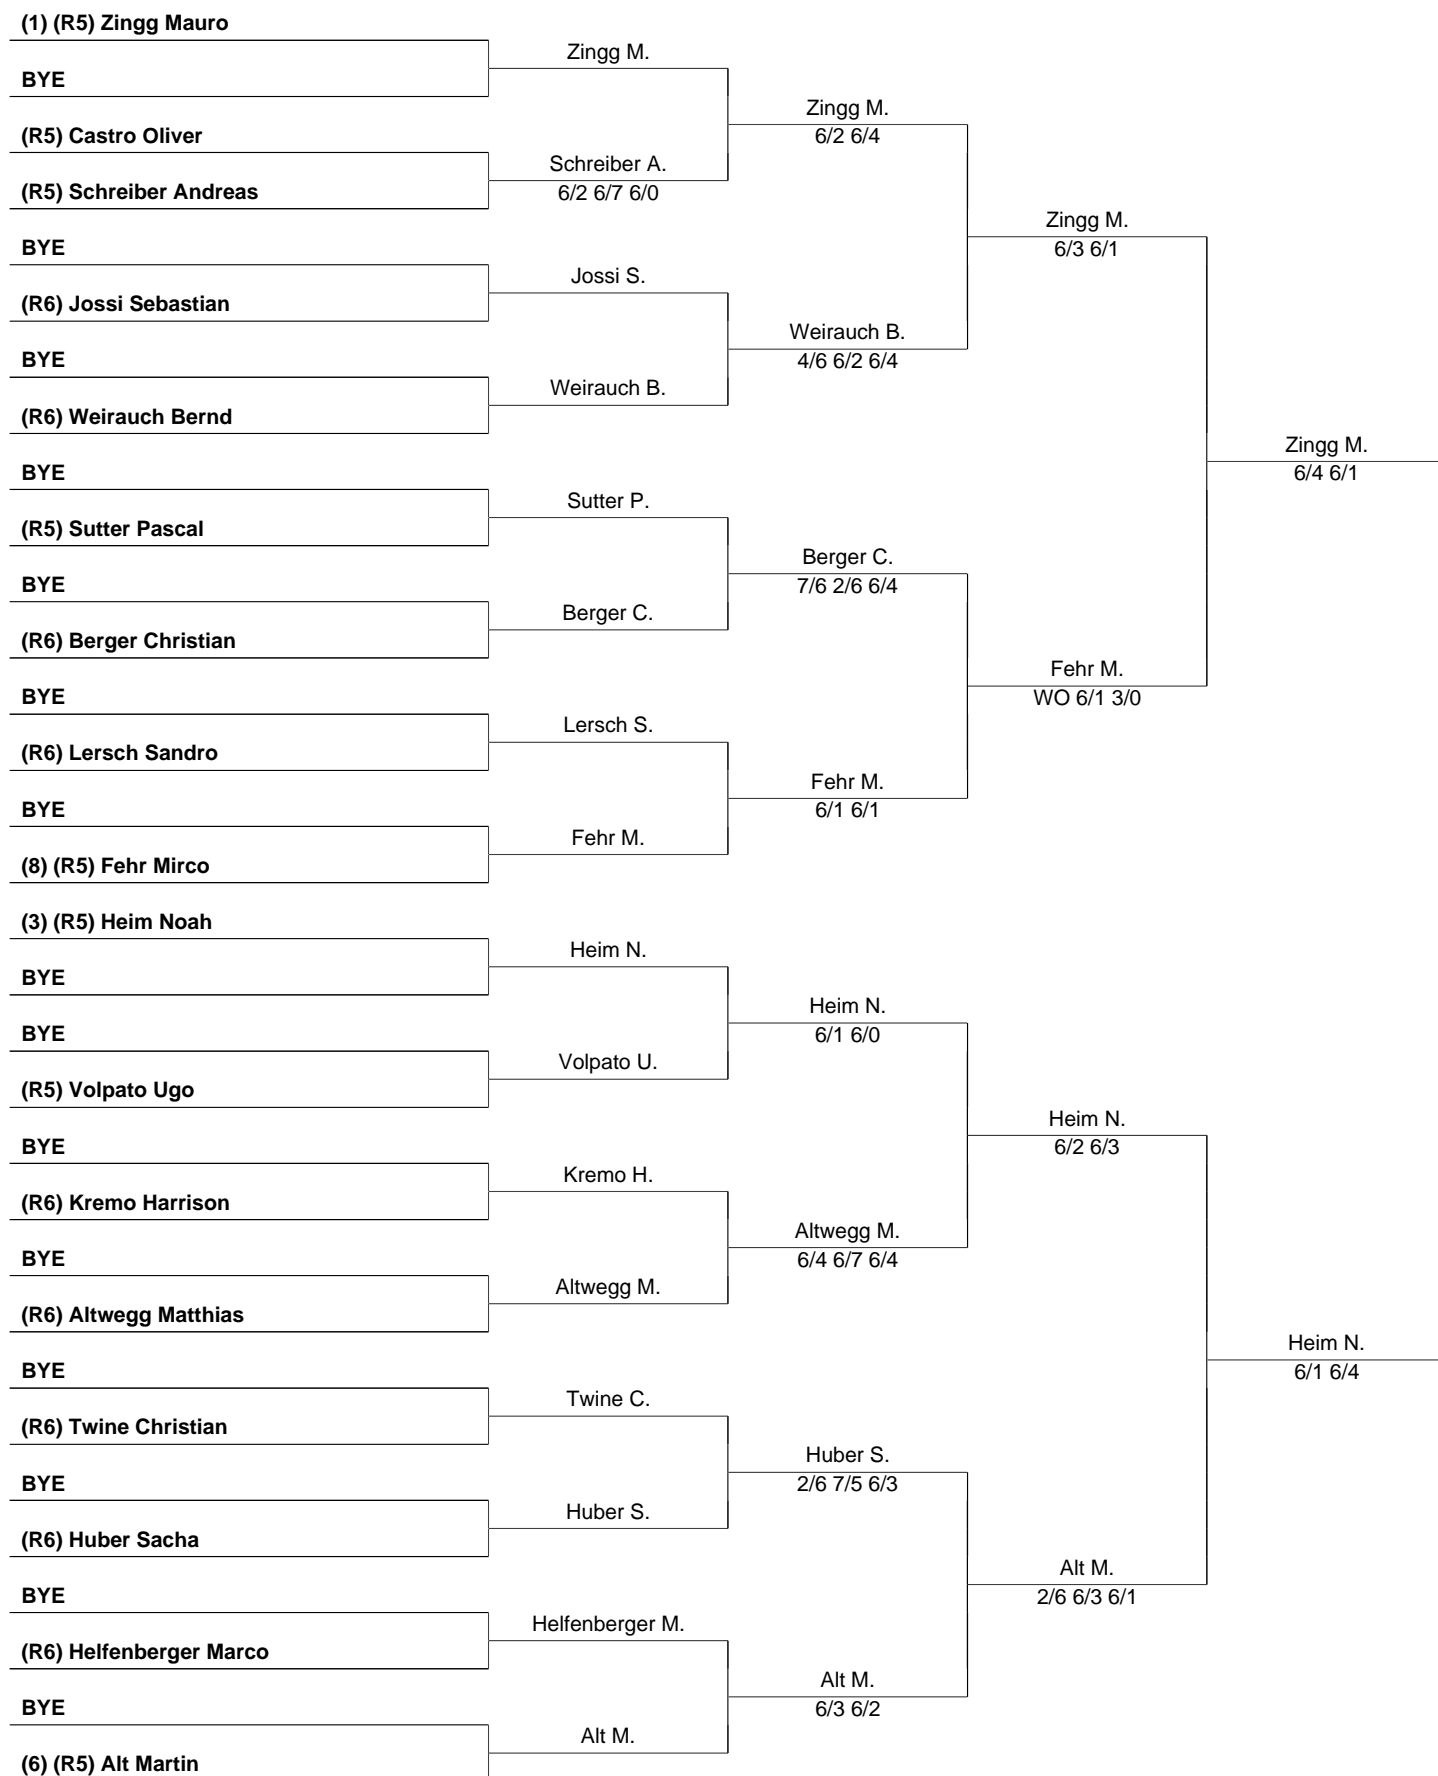 (1) (R5) Zingg Mauro
BYE
(R5) Castro Oliver
(R5) Schreiber Andreas
BYE
(R6) Jossi Sebastian
BYE
(R6) Weirauch Bernd
BYE
(R5) Sutter Pascal
BYE
(R6) Berger Christian
BYE
(R6) Lersch Sandro
BYE
(8) (R5) Fehr Mirco
(3) (R5) Heim Noah
BYE
BYE
(R5) Volpato Ugo
BYE
(R6) Kremo Harrison
BYE
(R6) Altwegg Matthias
BYE
(R6) Twine Christian
BYE
(R6) Huber Sacha
BYE
(R6) Helfenberger Marco
BYE
(6) (R5) Alt Martin
Zingg M.
Schreiber A.
6/2 6/7 6/0
Jossi S.
Weirauch B.
Sutter P.
Berger C.
Lersch S.
Fehr M.
Heim N.
Volpato U.
Kremo H.
Altwegg M.
Twine C.
Huber S.
Helfenberger M.
Alt M.
Zingg M.
6/2 6/4
Weirauch B.
4/6 6/2 6/4
Berger C.
7/6 2/6 6/4
Fehr M.
6/1 6/1
Heim N.
6/1 6/0
Altwegg M.
6/4 6/7 6/4
Huber S.
2/6 7/5 6/3
Alt M.
6/3 6/2
Zingg M.
6/3 6/1
Fehr M.
WO 6/1 3/0
Heim N.
6/2 6/3
Alt M.
2/6 6/3 6/1
Zingg M.
6/4 6/1
Heim N.
6/1 6/4